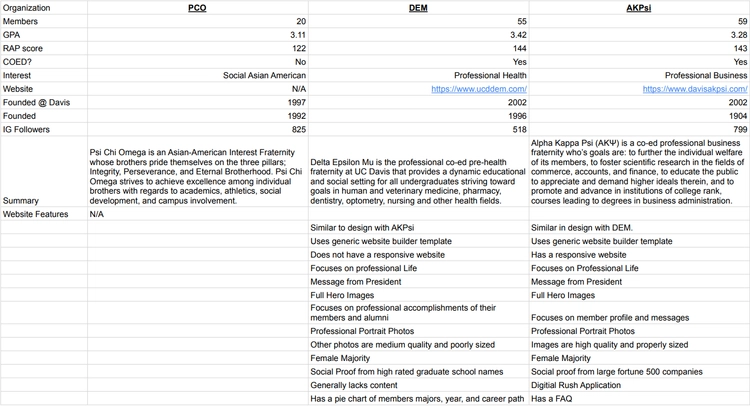 Organization PCO DEM AKPsi
Members 20 55 59
GPA 3.11 3.42 3.28
RAP score 122 144 143
COED? No Yes Yes
Interest Social Asian American Professional Health Professional Business
Website N/A https://www.ucddem.com/ https://www.davisakpsi.com/
Founded @ Davis 1997 2002 2002
Founded 1992 1996 1904
IG Followers 825 518 799
Summary
Psi Chi Omega is an Asian-American Interest Fraternity
whose brothers pride themselves on the three pillars;
Integrity, Perseverance, and Eternal Brotherhood. Psi Chi
Omega strives to achieve excellence among individual
brothers with regards to academics, athletics, social
development, and campus involvement.
Delta Epsilon Mu is the professional co-ed pre-health
fraternity at UC Davis that provides a dynamic educational
and social setting for all undergraduates striving toward
goals in human and veterinary medicine, pharmacy,
dentistry, optometry, nursing and other health fields.
Alpha Kappa Psi (AKΨ) is a co-ed professional business
fraternity who's goals are: to further the individual welfare
of its members, to foster scientific research in the fields of
commerce, accounts, and finance, to educate the public
to appreciate and demand higher ideals therein, and to
promote and advance in institutions of college rank,
courses leading to degrees in business administration.
Website Features N/A
Similar to design with AKPsi Similar in design with DEM.
Uses generic website builder template Uses generic website builder template
Does not have a responsive website Has a responsive website
Focuses on professional Life Focuses on Professional Life
Message from President Message from President
Full Hero Images Full Hero Images
Focuses on professional accomplishments of their
members and alumni Focuses on member profile and messages
Professional Portrait Photos Professional Portrait Photos
Other photos are medium quality and poorly sized Images are high quality and properly sized
Female Majority Female Majority
Social Proof from high rated graduate school names Social proof from large fortune 500 companies
Generally lacks content Digitial Rush Application
Has a pie chart of members majors, year, and career path Has a FAQ